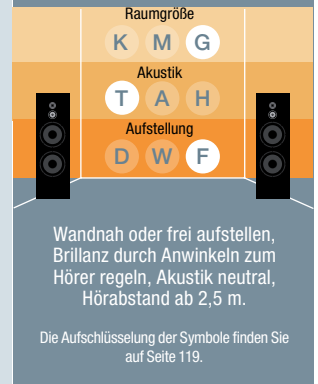 Raumgröße
K M G
Akustik
T A H
Aufstellung
D W F
Wandnah oder frei aufstellen,
Brillanz durch Anwinkeln zum
Hörer regeln, Akustik neutral,
Hörabstand ab 2,5 m.
Die Aufschlüsselung der Symbole finden Sie
auf Seite 119.